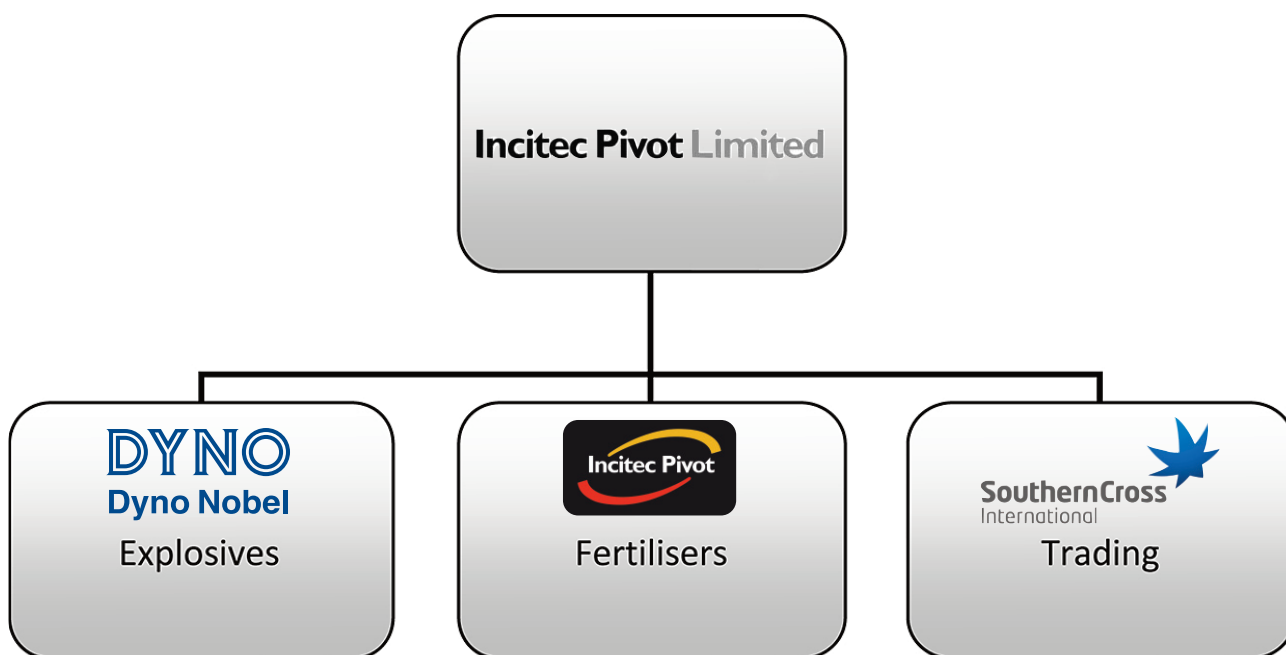 Incitec Pivot Limited
DYNO
Dyno Nobel
Explosives
Incitec Pivot
Fertilisers
SouthernCross
International
Trading